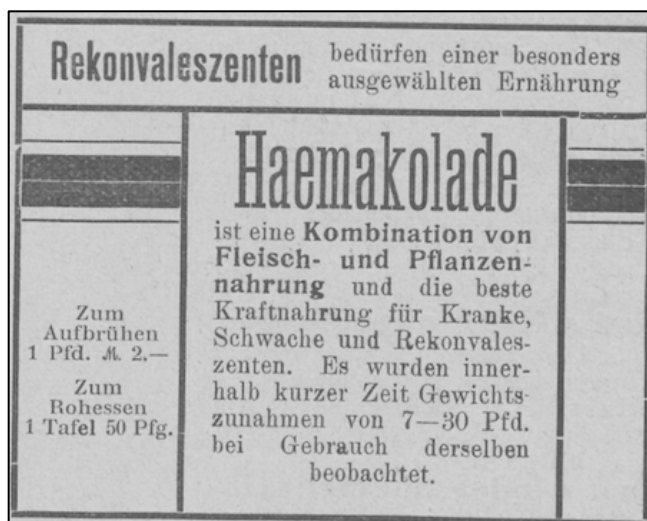 Rekonvaleszenten
bedürfen einer besonders
ausgewählten Ernährung
Haemakolade
ist eine Kombination von
Fleisch- und Pflanzen-
nahrung und die beste
Kraftnahrung für Kranke,
Schwache und Rekonvales-
zenten. Es wurden inner-
halb kurzer Zeit Gewichts-
zunahmen von 7—30 Pfd.
bei Gebrauch derselben
beobachtet.
Zum
Aufbrühen
1 Pfd. M. 2.—
Zum
Rohessen
1 Tafel 50 Pfg.